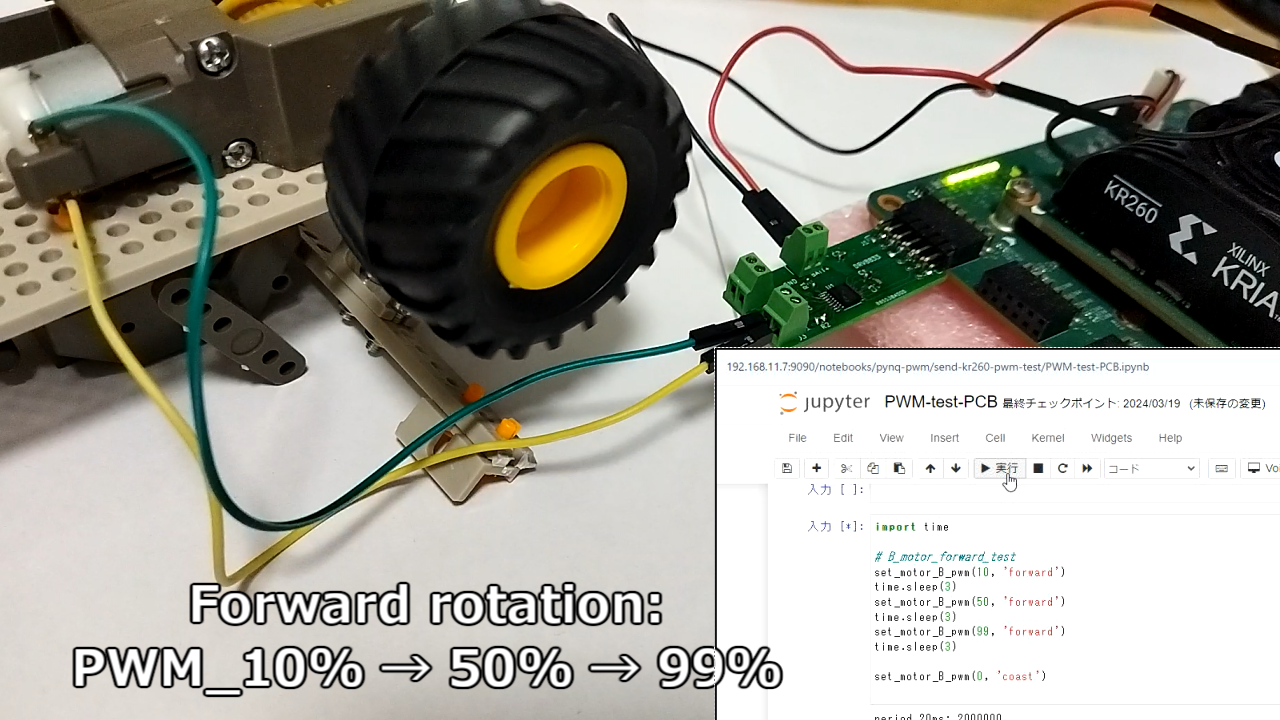 KR260
XILINX
KRIA
DRV8833
192.168.11.7:9090/notebooks/pynq-pwm/send-kr260-pwm-test/PWM-test-PCB.ipynb
jupyter PWM-test-PCB 最終チェックポイント: 2024/03/19 (未保存の変更)
File Edit View Insert Cell Kernel Widgets Help
実行 コード
入力 [ ]:
入力 [*]: import time
# B_motor_forward_test
set_motor_B_pwm(10, 'forward')
time.sleep(3)
set_motor_B_pwm(50, 'forward')
time.sleep(3)
set_motor_B_pwm(99, 'forward')
time.sleep(3)
set_motor_B_pwm(0, 'coast')
period 20ms: 2000000
Forward rotation:
PWM_10% → 50% → 99%